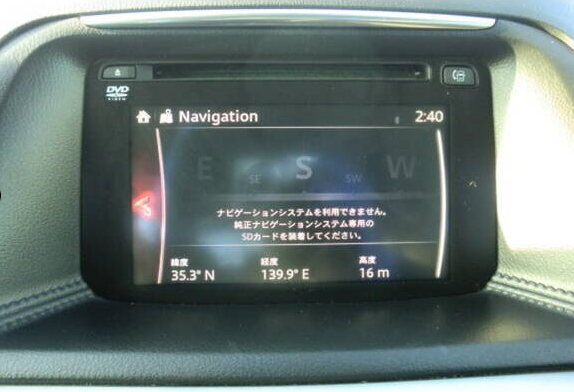 DVD
VIDEO
Navigation 2:40
E SE S SW W
ナビゲーションシステムを利用できません。
純正ナビゲーションシステム専用の
SDカードを装着してください。
緯度 経度 高度
35.3° N 139.9° E 16 m